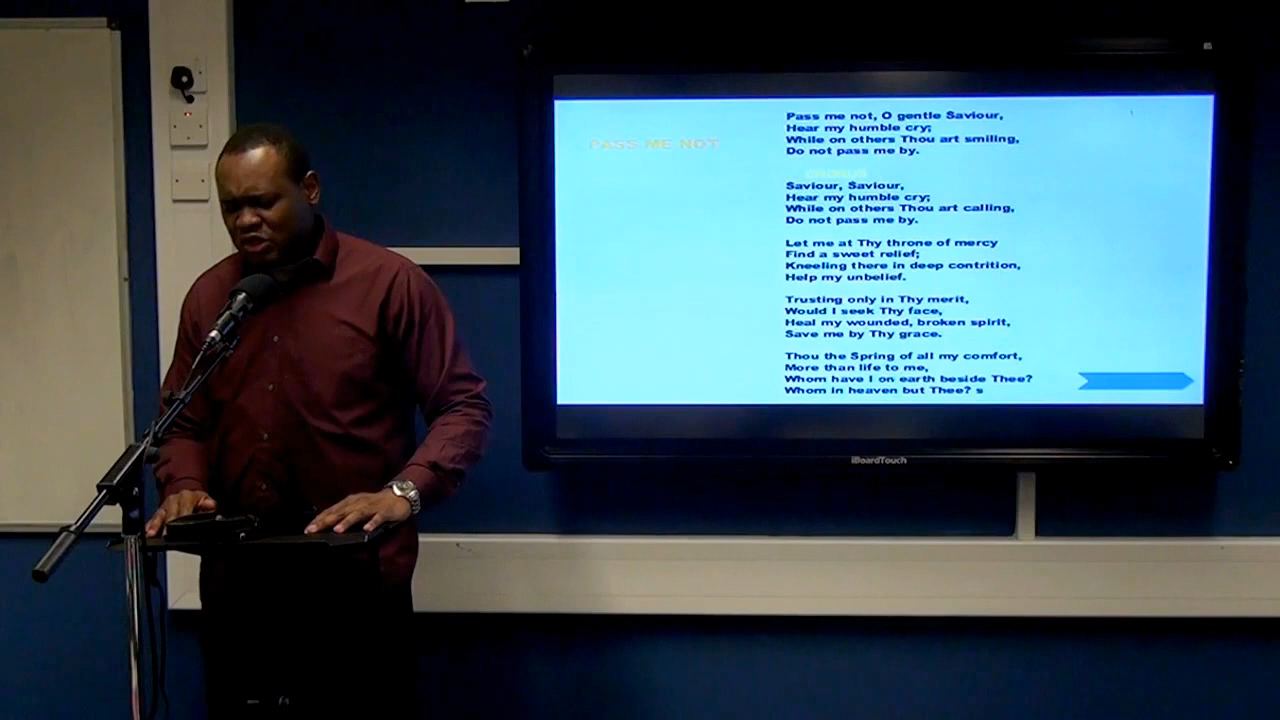 PASS ME NOT
Pass me not, O gentle Saviour,
Hear my humble cry;
While on others Thou art smiling,
Do not pass me by.
CHORUS
Saviour, Saviour,
Hear my humble cry;
While on others Thou art calling,
Do not pass me by.
Let me at Thy throne of mercy
Find a sweet relief;
Kneeling there in deep contrition,
Help my unbelief.
Trusting only in Thy merit,
Would I seek Thy face,
Heal my wounded, broken spirit,
Save me by Thy grace.
Thou the Spring of all my comfort,
More than life to me,
Whom have I on earth beside Thee?
Whom in heaven but Thee? s
iBoardTouch